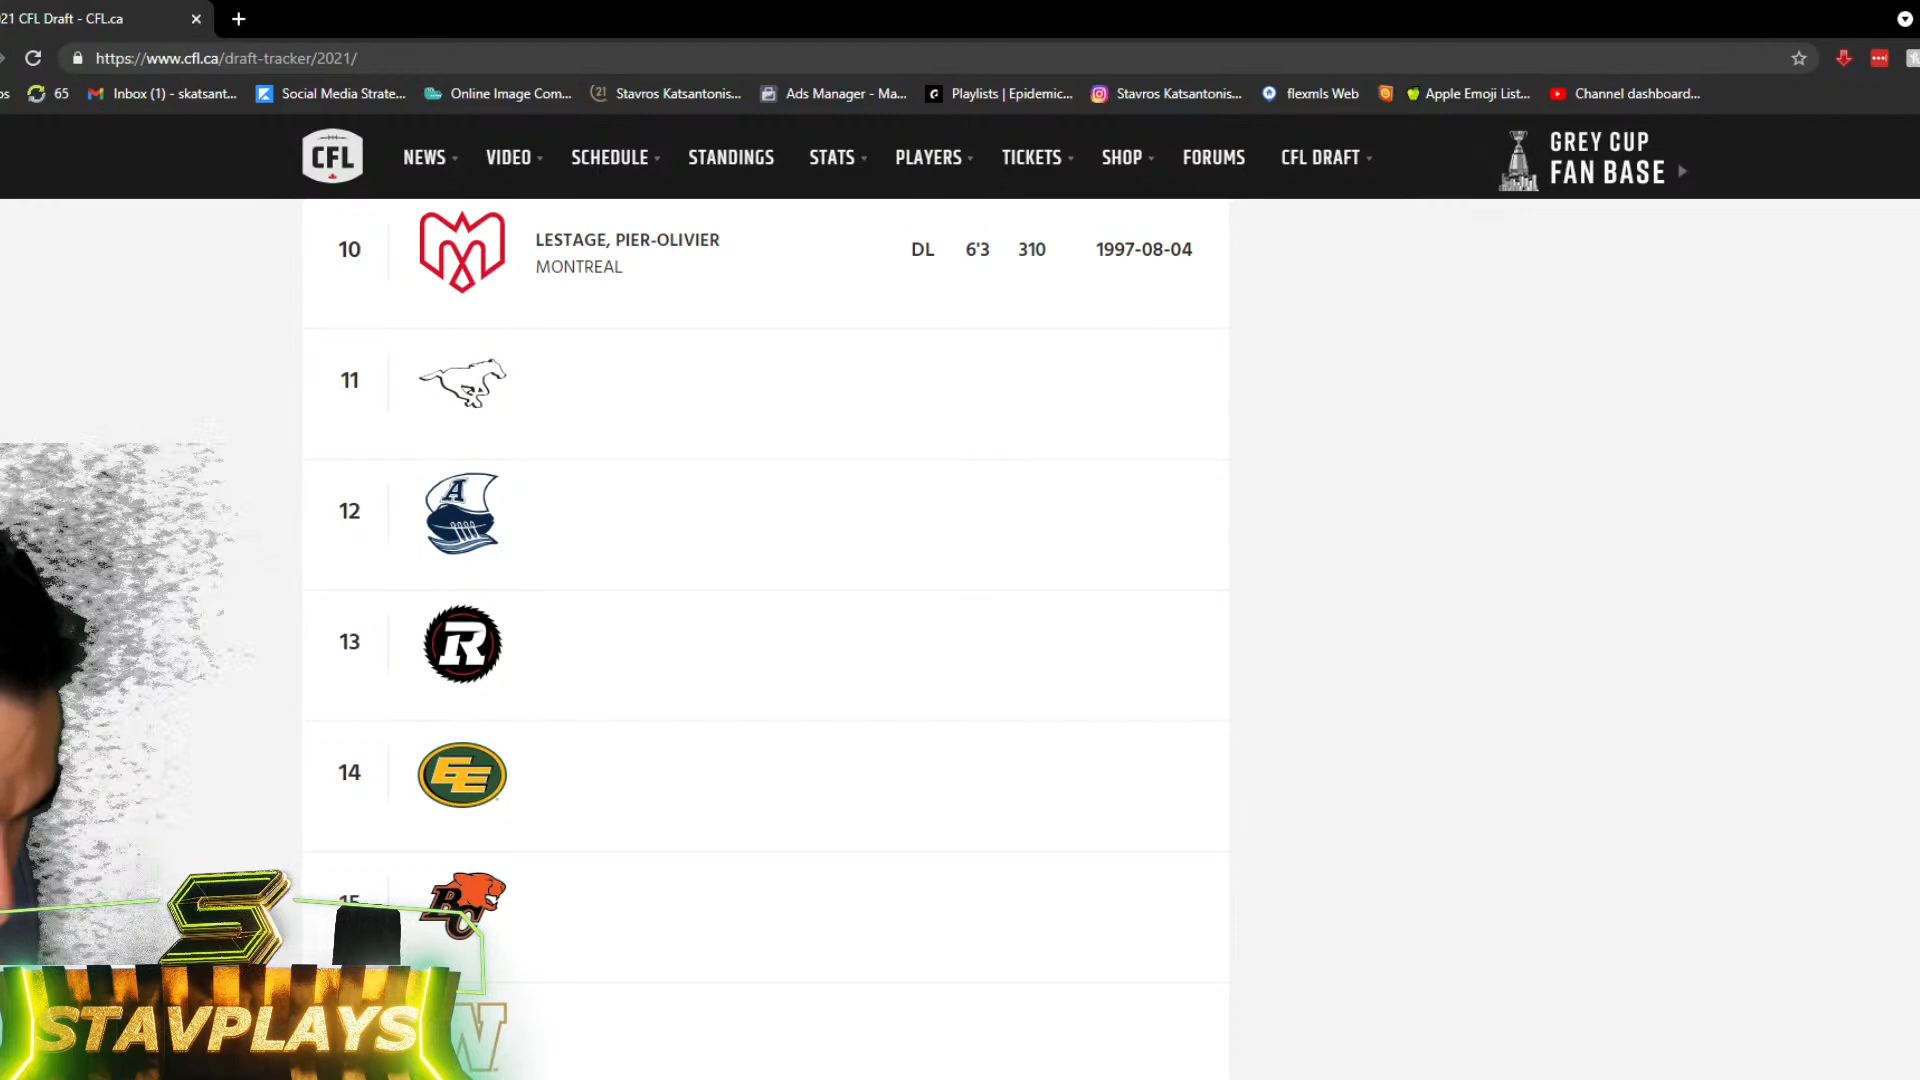 21 CFL Draft - CFL.ca
https://www.cfl.ca/draft-tracker/2021/
65
Inbox (1) - skatsant...
Social Media Strate...
Online Image Com...
Stavros Katsantonis...
Ads Manager - Ma...
Playlists | Epidemic...
Stavros Katsantonis...
flexmls Web
Apple Emoji List...
Channel dashboard...
CFL
NEWS
VIDEO
SCHEDULE
STANDINGS
STATS
PLAYERS
TICKETS
SHOP
FORUMS
CFL DRAFT
GREY CUP
FAN BASE
10
LESTAGE, PIER-OLIVIER
MONTREAL
DL
6'3
310
1997-08-04
11
12
A
13
R
14
EE
15
BC
S
STAVPLAYS
W